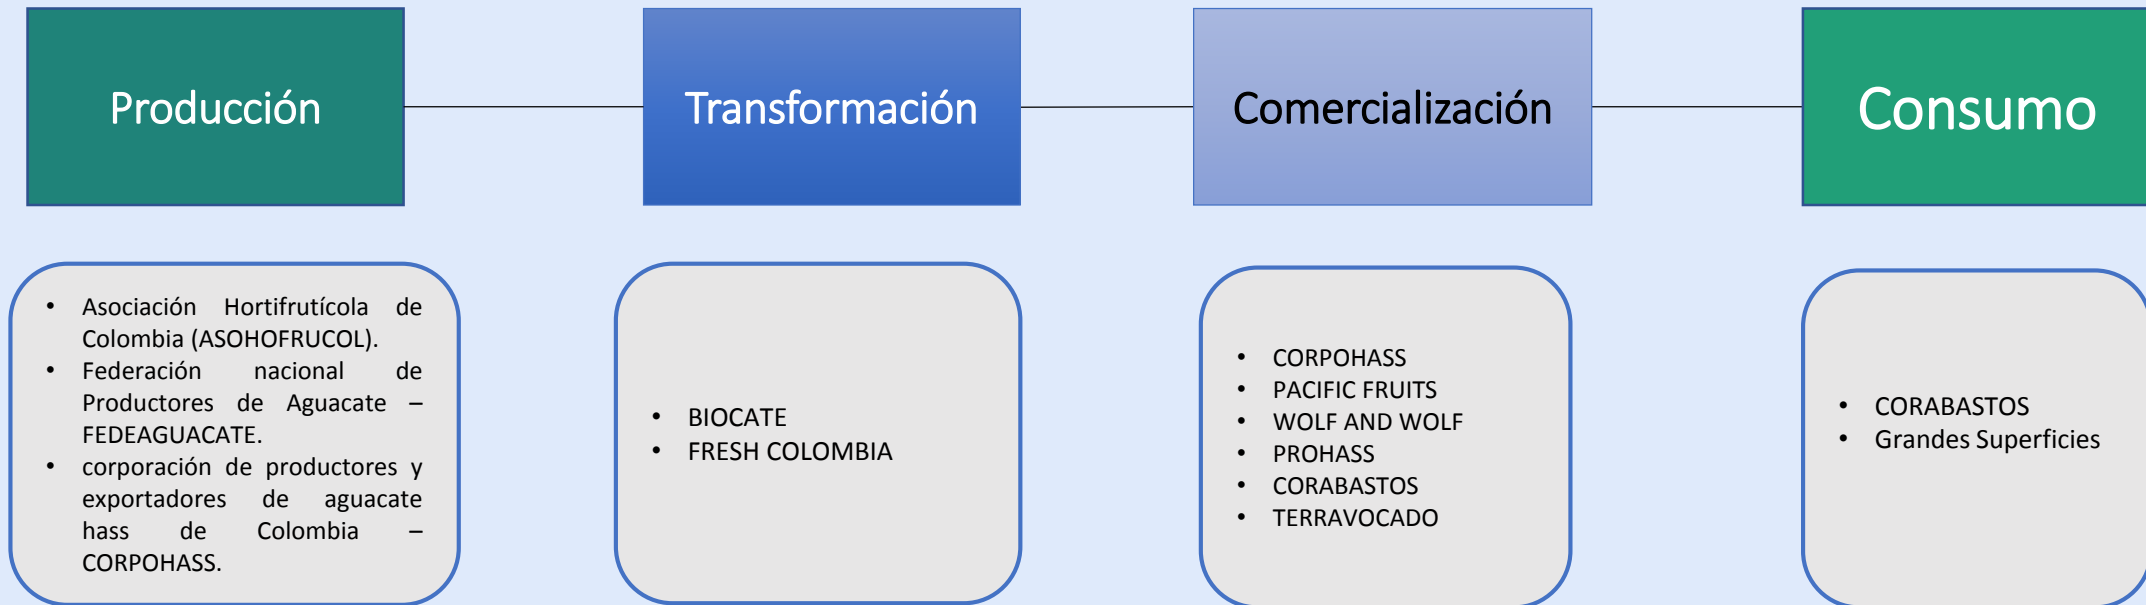 Producción
Transformación
Comercialización
Consumo
• Asociación Hortifrutícola de
Colombia (ASOHOFRUCOL).
• Federación nacional de
Productores de Aguacate –
FEDEAGUACATE.
• corporación de productores y
exportadores de aguacate
hass de Colombia –
CORPOHASS.
• BIOCATE
• FRESH COLOMBIA
• CORPOHASS
• PACIFIC FRUITS
• WOLF AND WOLF
• PROHASS
• CORABASTOS
• TERRAVOCADO
• CORABASTOS
• Grandes Superficies